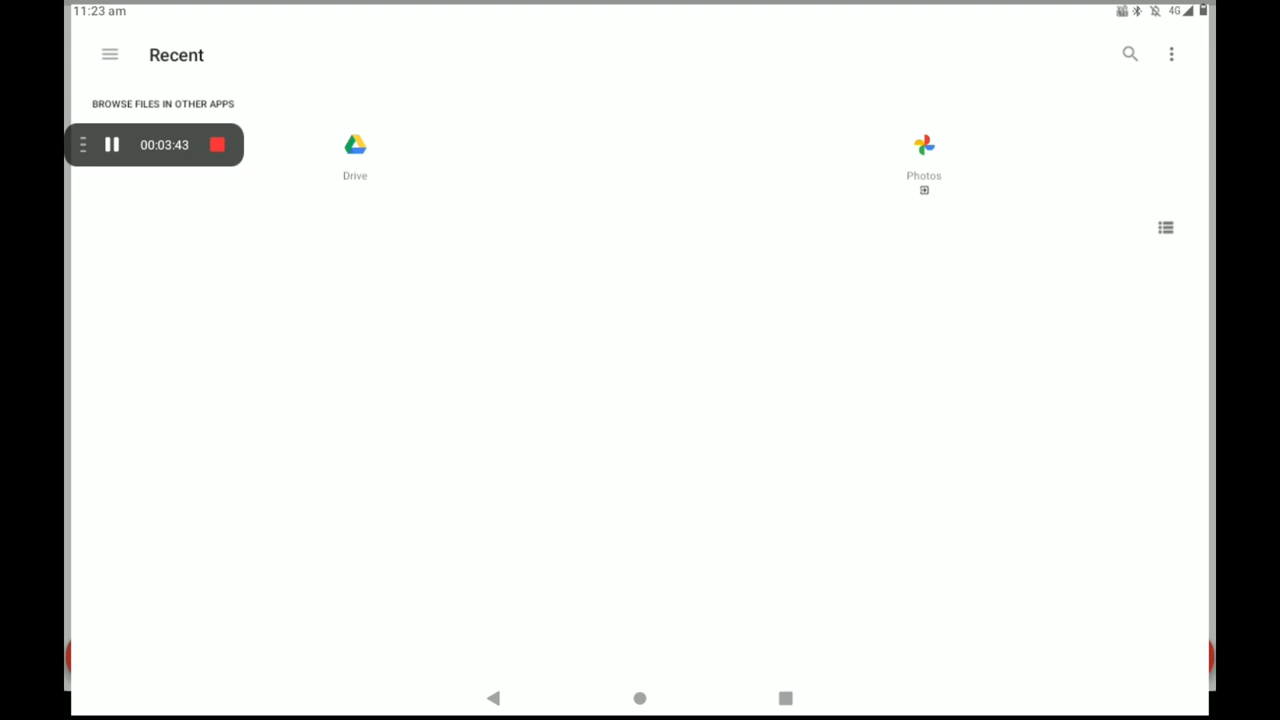 11:23 am
4G
Recent
BROWSE FILES IN OTHER APPS
00:03:43
Drive
Photos